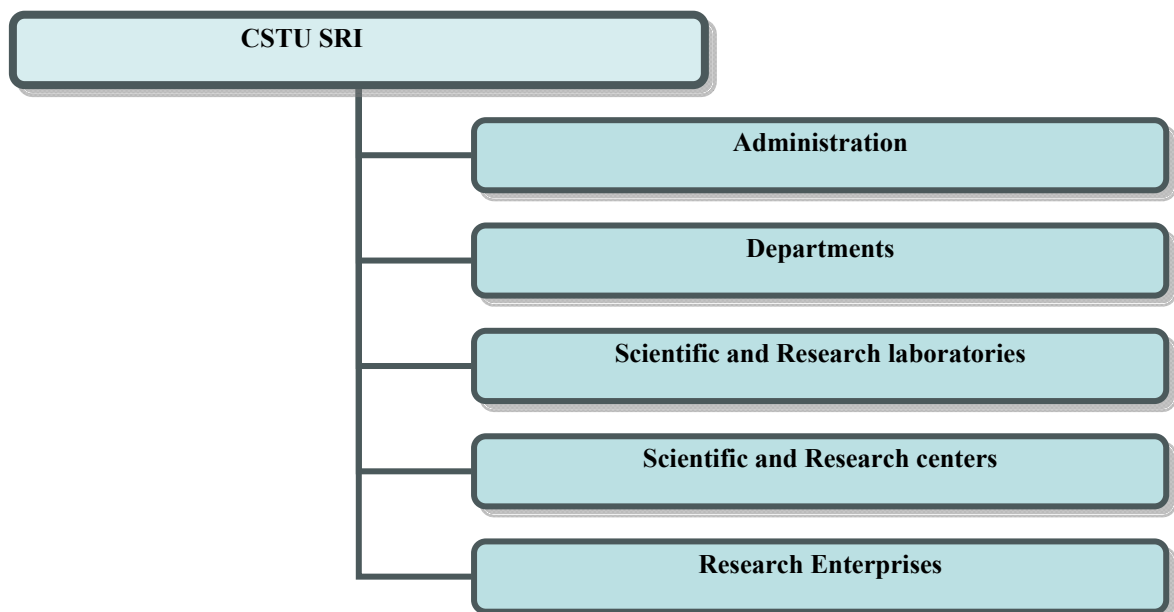 CSTU SRI
Administration
Departments
Scientific and Research laboratories
Scientific and Research centers
Research Enterprises